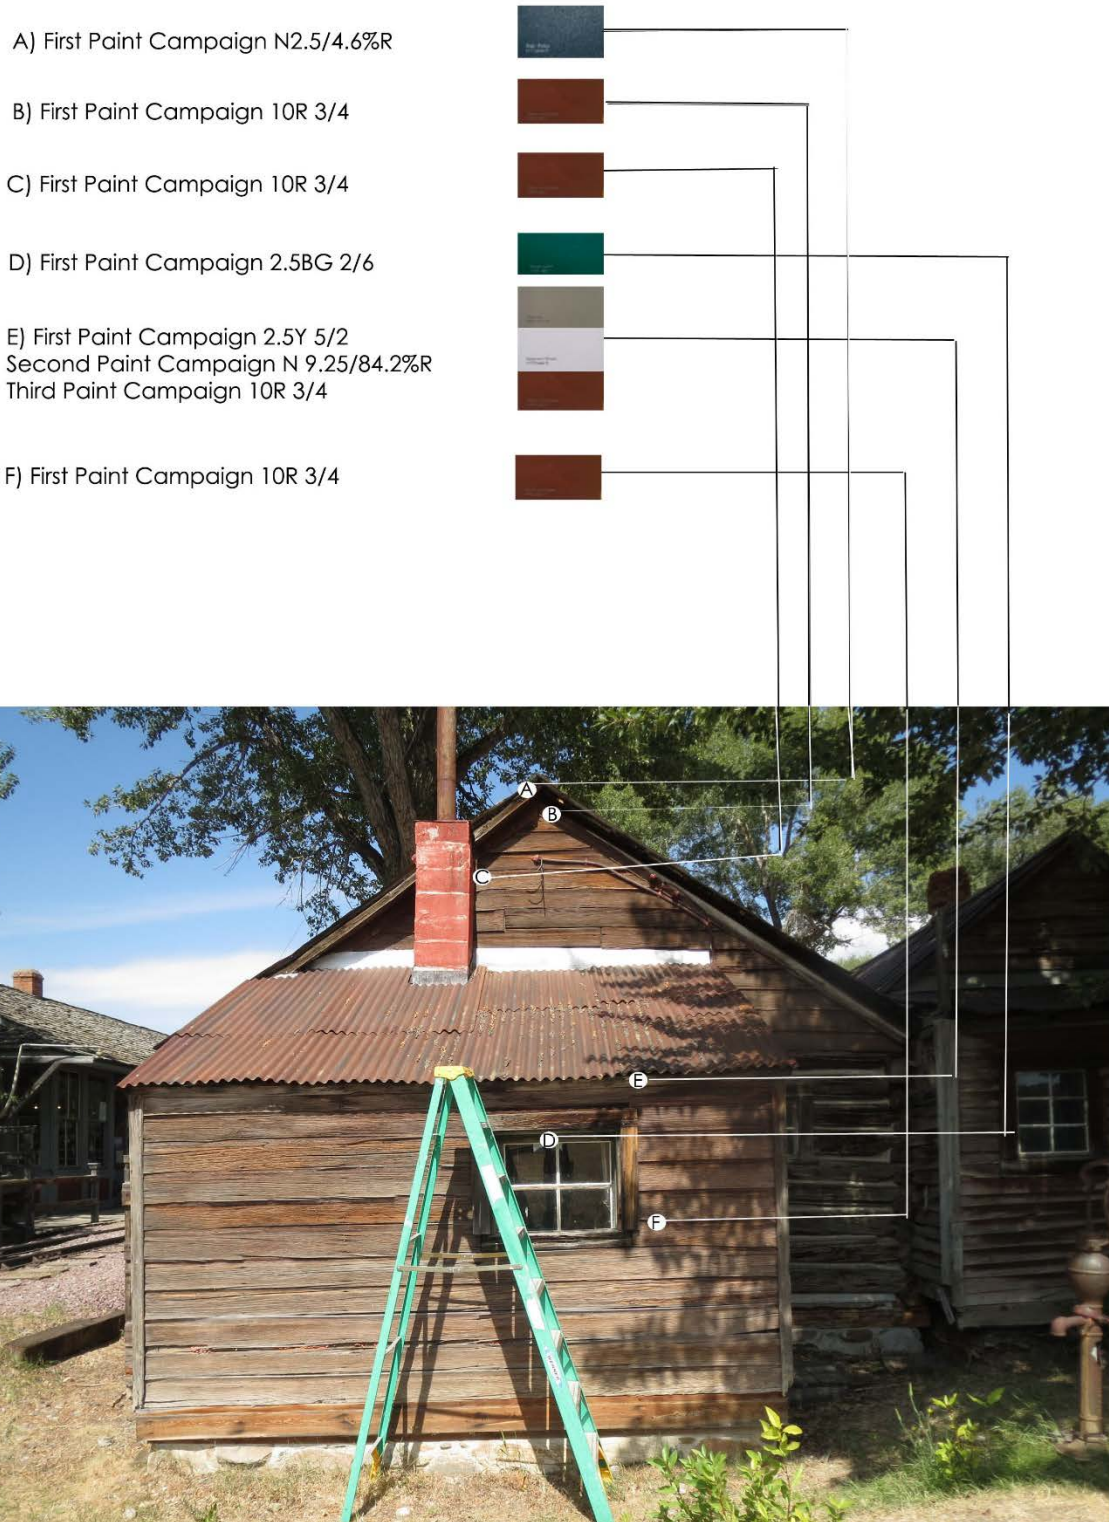 A) First Paint Campaign N2.5/4.6%R
B) First Paint Campaign 10R 3/4
C) First Paint Campaign 10R 3/4
D) First Paint Campaign 2.5BG 2/6
E) First Paint Campaign 2.5Y 5/2
Second Paint Campaign N 9.25/84.2%R
Third Paint Campaign 10R 3/4
F) First Paint Campaign 10R 3/4
A
B
C
E
D
F